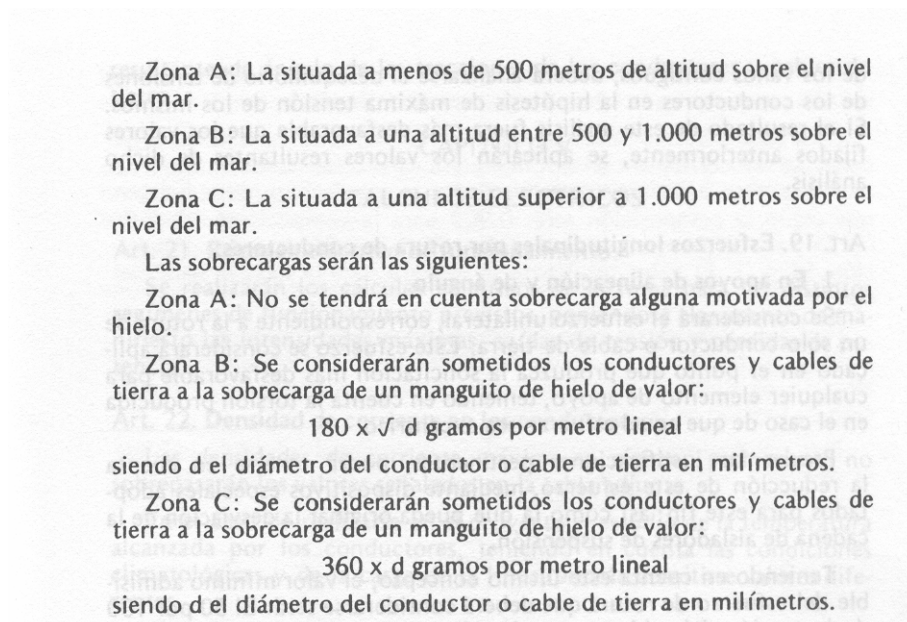 Zona A: La situada a menos de 500 metros de altitud sobre el nivel
del mar.
Zona B: La situada a una altitud entre 500 y 1.000 metros sobre el
nivel del mar.
Zona C: La situada a una altitud superior a 1.000 metros sobre el
nivel del mar.
Las sobrecargas serán las siguientes:
Zona A: No se tendrá en cuenta sobrecarga alguna motivada por el
hielo.
Zona B: Se considerarán sometidos los conductores y cables de
tierra a la sobrecarga de un manguito de hielo de valor:
180 x √ d gramos por metro lineal
siendo d el diámetro del conductor o cable de tierra en milímetros.
Zona C: Se considerarán sometidos los conductores y cables de
tierra a la sobrecarga de un manguito de hielo de valor:
360 x d gramos por metro lineal
siendo d el diámetro del conductor o cable de tierra en milímetros.